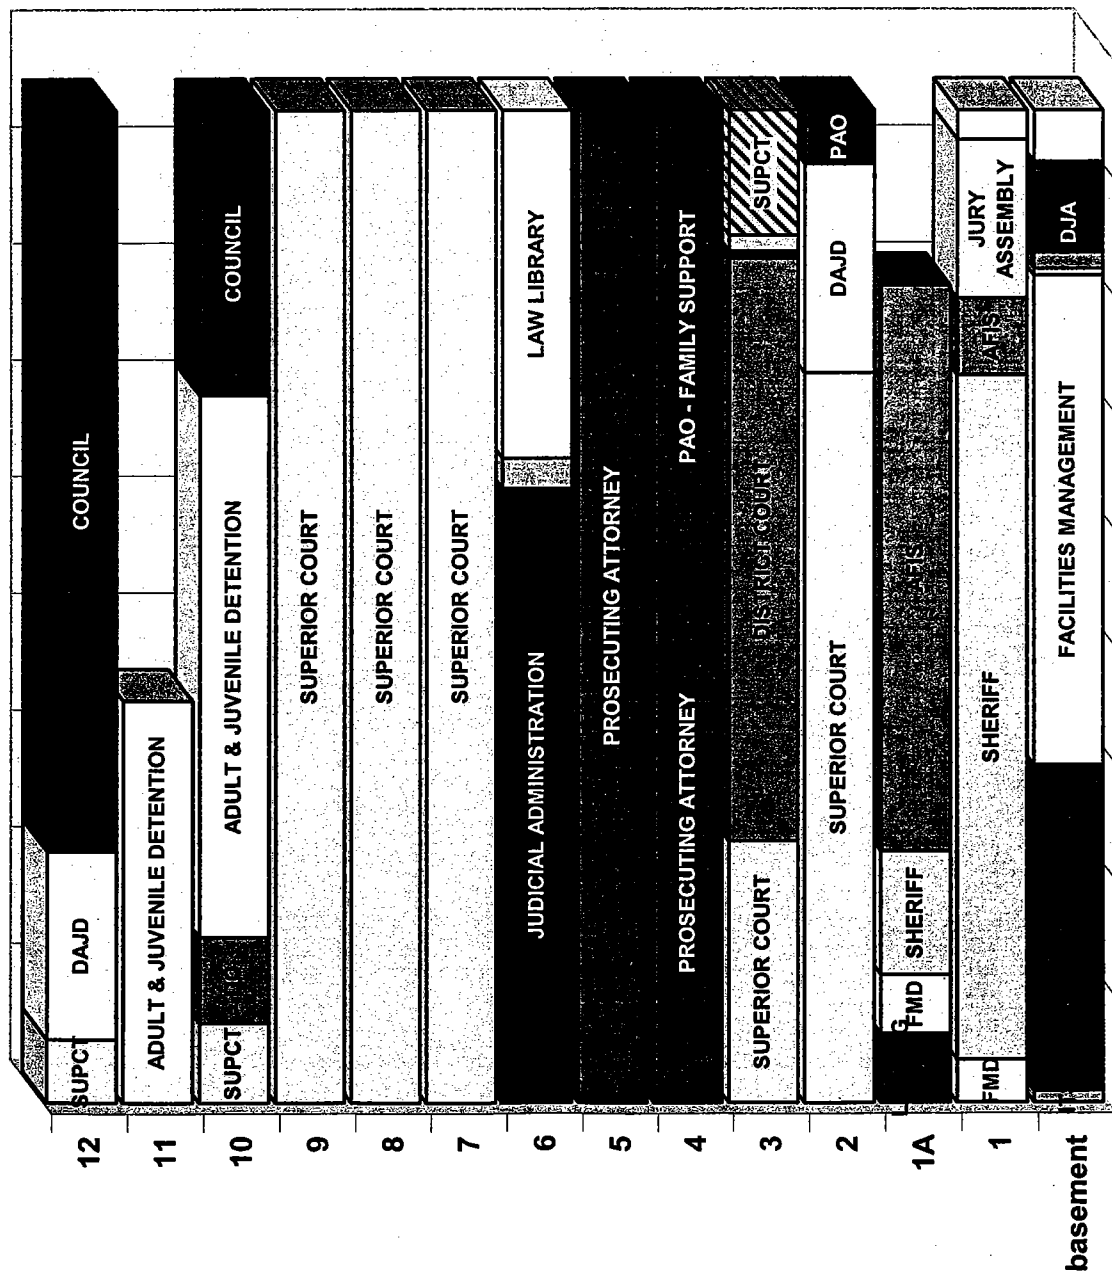 12
SUPCT
DAJD
COUNCIL
11
ADULT & JUVENILE DETENTION
10
SUPCT
ADULT & JUVENILE DETENTION
COUNCIL
9
SUPERIOR COURT
8
SUPERIOR COURT
7
SUPERIOR COURT
6
JUDICIAL ADMINISTRATION
LAW LIBRARY
5
PROSECUTING ATTORNEY
4
PROSECUTING ATTORNEY
PAO - FAMILY SUPPORT
3
SUPERIOR COURT
DISTRICT COURT
SUPCT
2
SUPERIOR COURT
DAJD
PAO
1A
G
FMD
SHERIFF
AFIS
1
FMD
SHERIFF
AFIS
JURY
ASSEMBLY
basement
FACILITIES MANAGEMENT
DJA